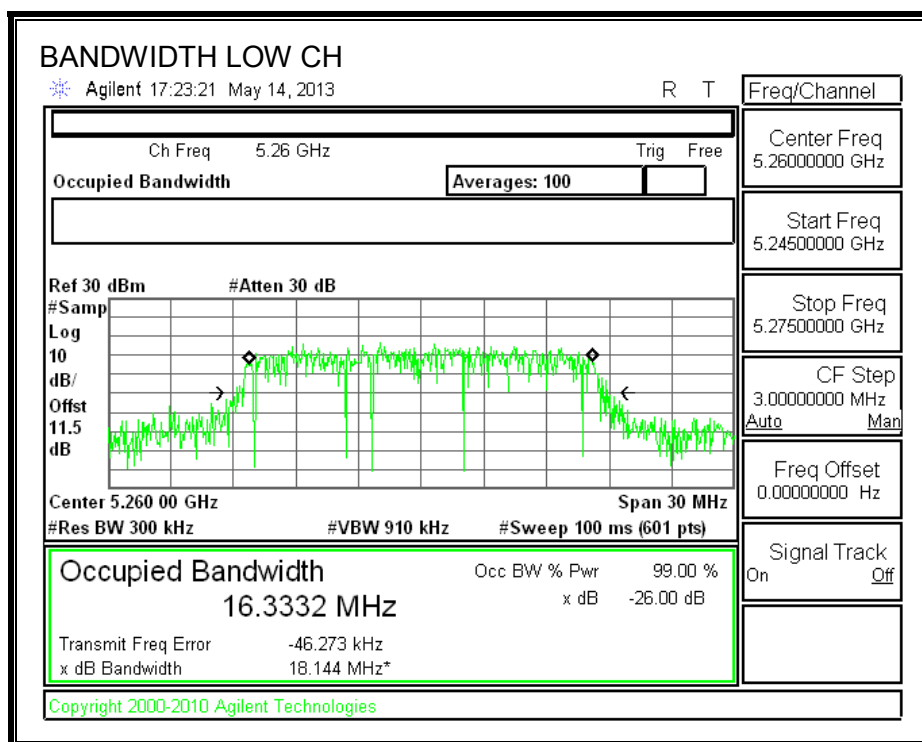 BANDWIDTH LOW CH
Agilent 17:23:21 May 14, 2013 R T
Freq/Channel
Ch Freq 5.26 GHz Trig Free
Occupied Bandwidth Averages: 100
Center Freq
5.26000000 GHz
Start Freq
5.24500000 GHz
Stop Freq
5.27500000 GHz
CF Step
3.00000000 MHz
Auto Man
Freq Offset
0.00000000 Hz
Signal Track
On Off
Ref 30 dBm #Atten 30 dB
#Samp
Log
10
dB/
Offst
11.5
dB
Center 5.260 00 GHz Span 30 MHz
#Res BW 300 kHz #VBW 910 kHz #Sweep 100 ms (601 pts)
Occupied Bandwidth Occ BW % Pwr 99.00 %
16.3332 MHz x dB -26.00 dB
Transmit Freq Error -46.273 kHz
x dB Bandwidth 18.144 MHz*
Copyright 2000-2010 Agilent Technologies